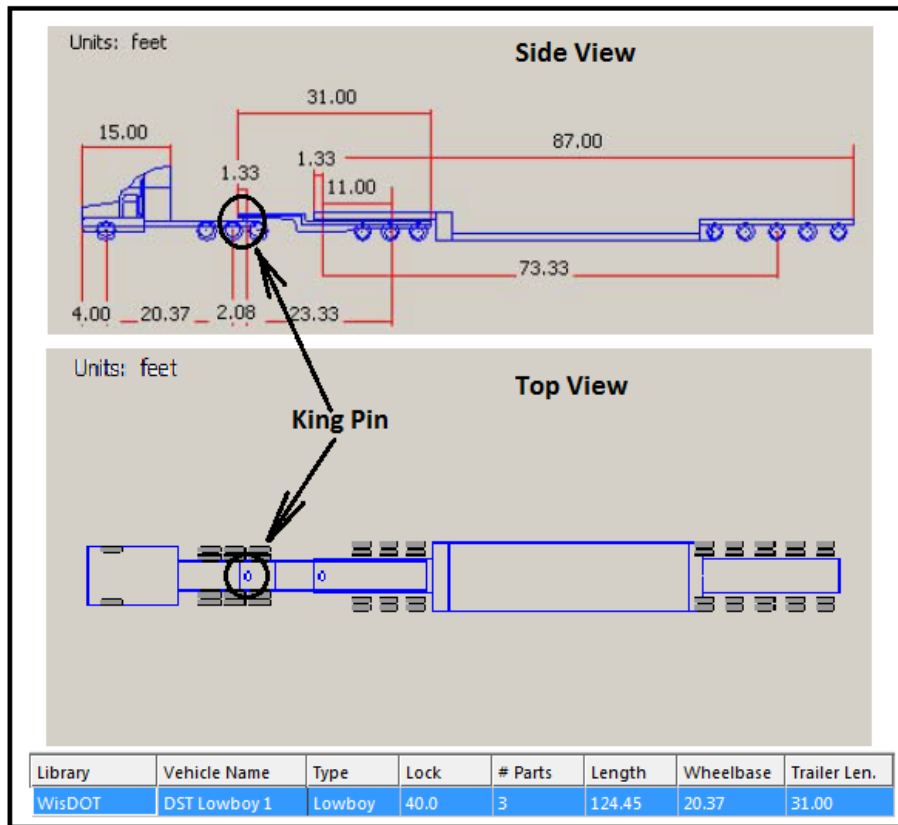 Units: feet
Side View
31.00
15.00
87.00
1.33
1.33
11.00
73.33
4.00 20.37 2.08 23.33
Units: feet
Top View
King Pin
Library Vehicle Name Type Lock # Parts Length Wheelbase Trailer Len.
WisDOT DST Lowboy 1 Lowboy 40.0 3 124.45 20.37 31.00